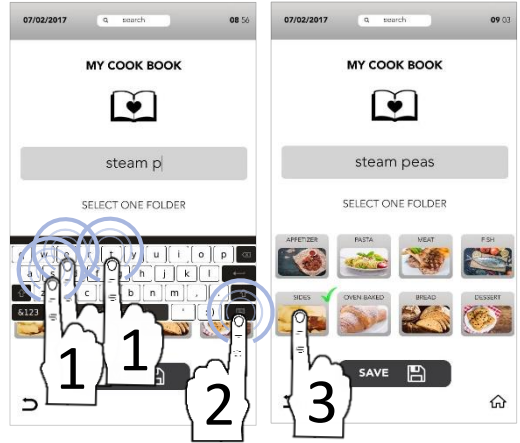 07/02/2017 search 08 56
MY COOK BOOK
steam p
SELECT ONE FOLDER
w e t y u i o p
a s h j k l
c b n m
&123
1
1
2
07/02/2017 search 09 03
MY COOK BOOK
steam peas
SELECT ONE FOLDER
APPETIZER PASTA MEAT FISH
SIDES OVEN-BAKED BREAD DESSERT
SAVE
3